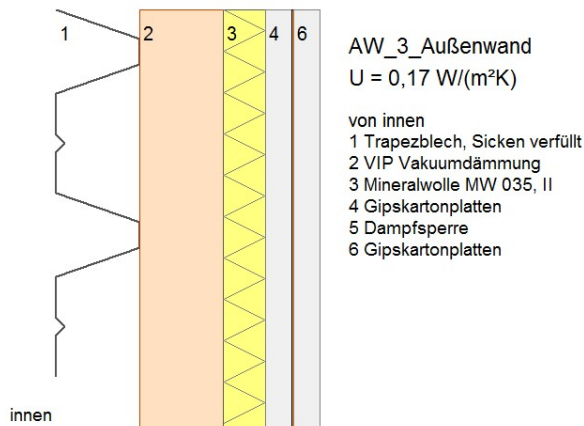 1
2
3
4
6
AW_3_Außenwand
U = 0,17 W/(m²K)
von innen
1 Trapezblech, Sicken verfüllt
2 VIP Vakuumdämmung
3 Mineralwolle MW 035, II
4 Gipskartonplatten
5 Dampfsperre
6 Gipskartonplatten
innen